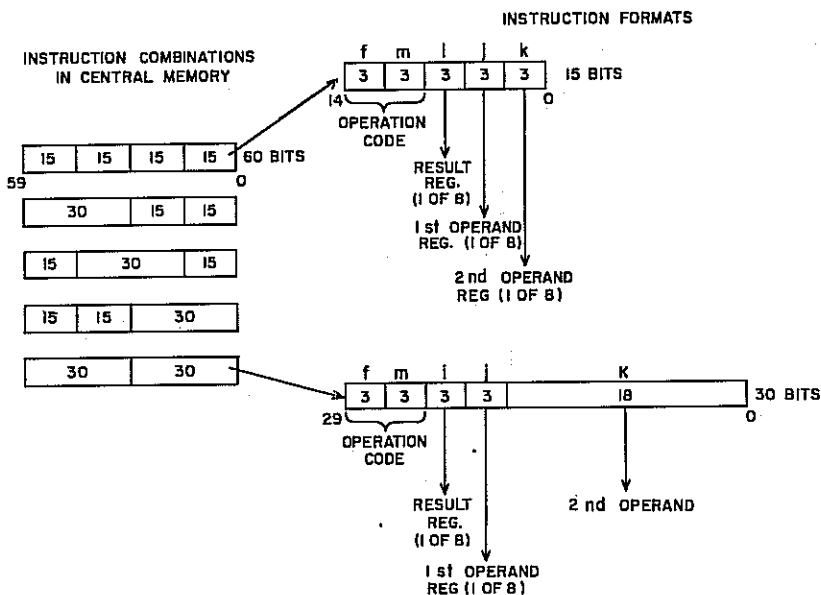 INSTRUCTION FORMATS
INSTRUCTION COMBINATIONS
IN CENTRAL MEMORY
f m i j k
3 3 3 3 3 15 BITS
14 0
OPERATION
CODE
RESULT
REG.
(1 OF 8)
1 st OPERAND
REG. (1 OF 8)
2 nd OPERAND
REG (1 OF 8)
15 15 15 15 60 BITS
59 0
30 15 15
15 30 15
15 15 30
30 30
f m i j K
3 3 3 3 18 30 BITS
29 0
OPERATION
CODE
RESULT
REG.
(1 OF 8)
1 st OPERAND
REG (1 OF 8)
2 nd OPERAND